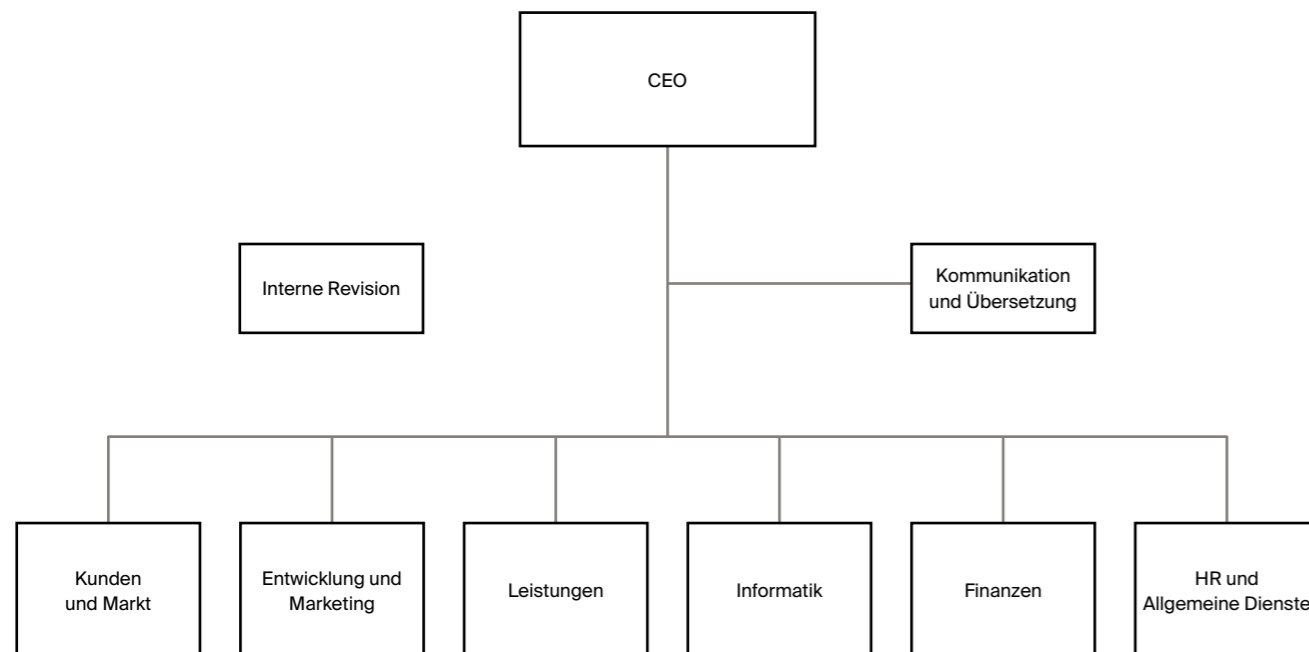 CEO
Interne Revision
Kommunikation
und Übersetzung
Kunden
und Markt
Entwicklung und
Marketing
Leistungen
Informatik
Finanzen
HR und
Allgemeine Dienste